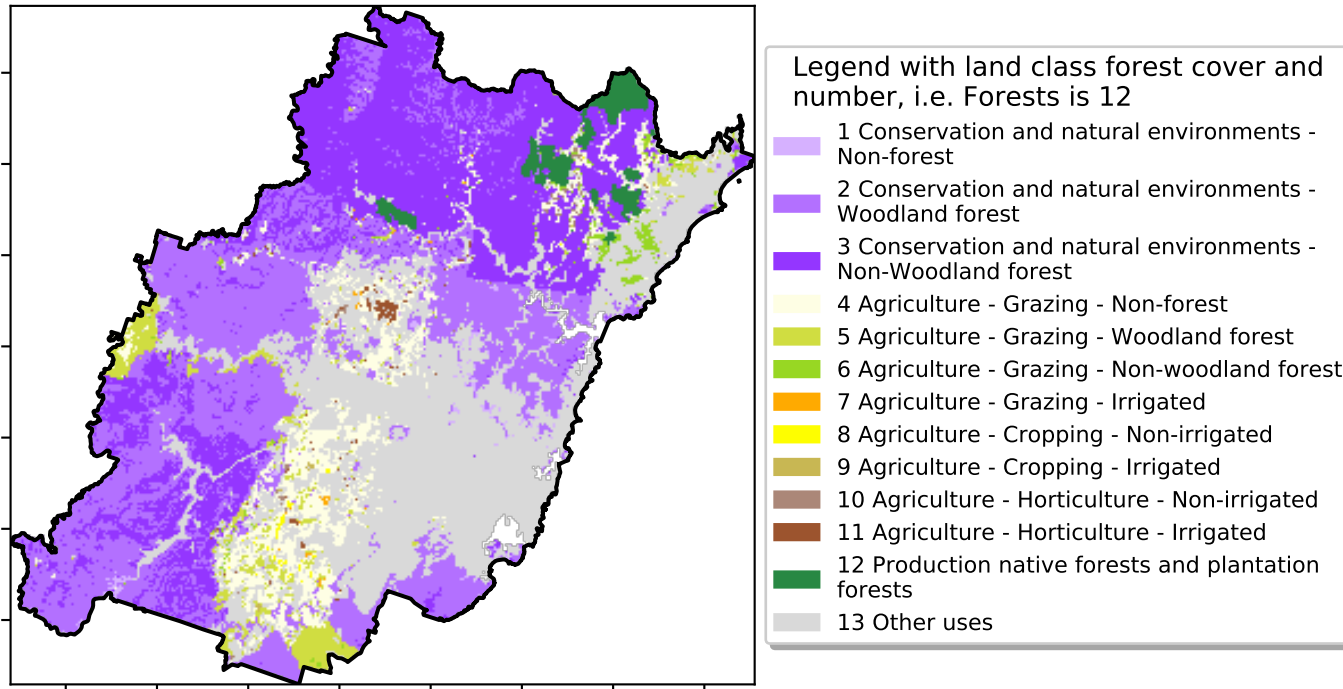 Legend with land class forest cover and
number, i.e. Forests is 12
1 Conservation and natural environments -
Non-forest
2 Conservation and natural environments -
Woodland forest
3 Conservation and natural environments -
Non-Woodland forest
4 Agriculture - Grazing - Non-forest
5 Agriculture - Grazing - Woodland forest
6 Agriculture - Grazing - Non-woodland forest
7 Agriculture - Grazing - Irrigated
8 Agriculture - Cropping - Non-irrigated
9 Agriculture - Cropping - Irrigated
10 Agriculture - Horticulture - Non-irrigated
11 Agriculture - Horticulture - Irrigated
12 Production native forests and plantation
forests
13 Other uses